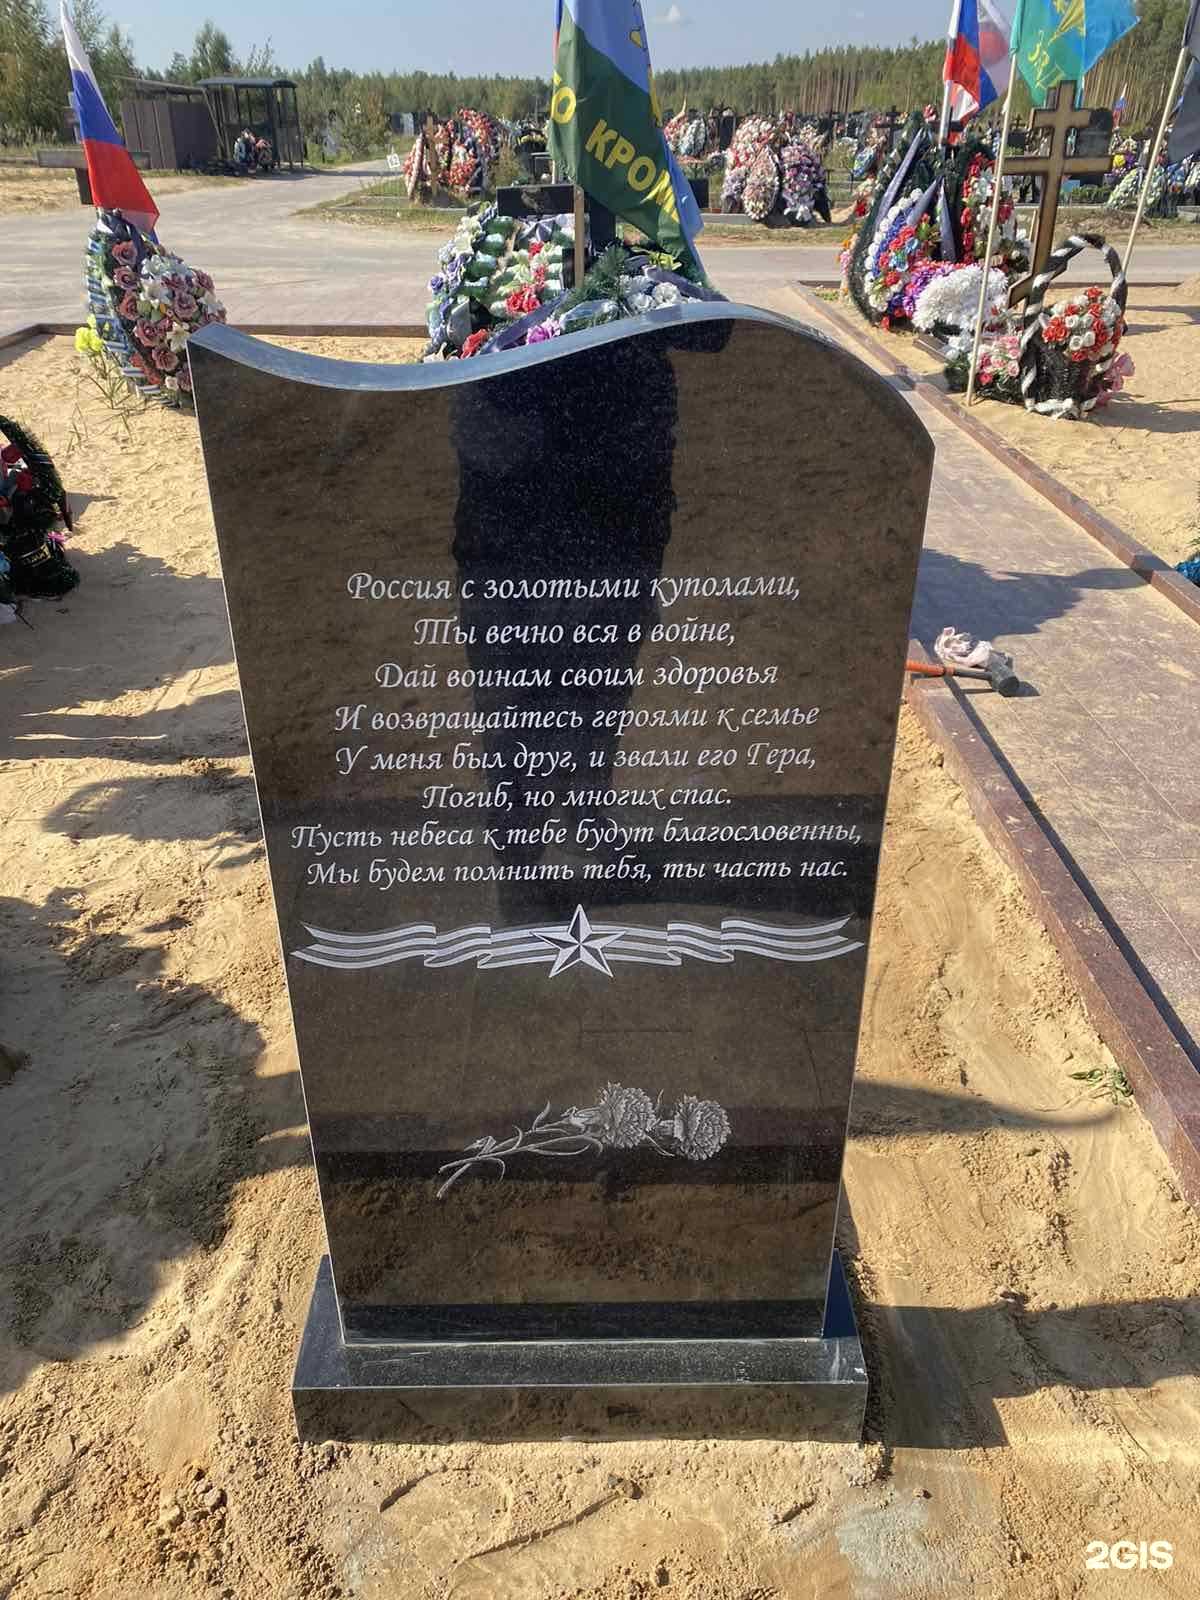 КРОМЕ
Россия с золотыми куполами,
Ты вечно вся в войне,
Дай воинам своим здоровья
И возвращайтесь героями к семье
У меня был друг, и звали его Гера,
Погиб, но многих спас.
Пусть небеса к тебе будут благословенны,
Мы будем помнить тебя, ты часть нас.
2GIS